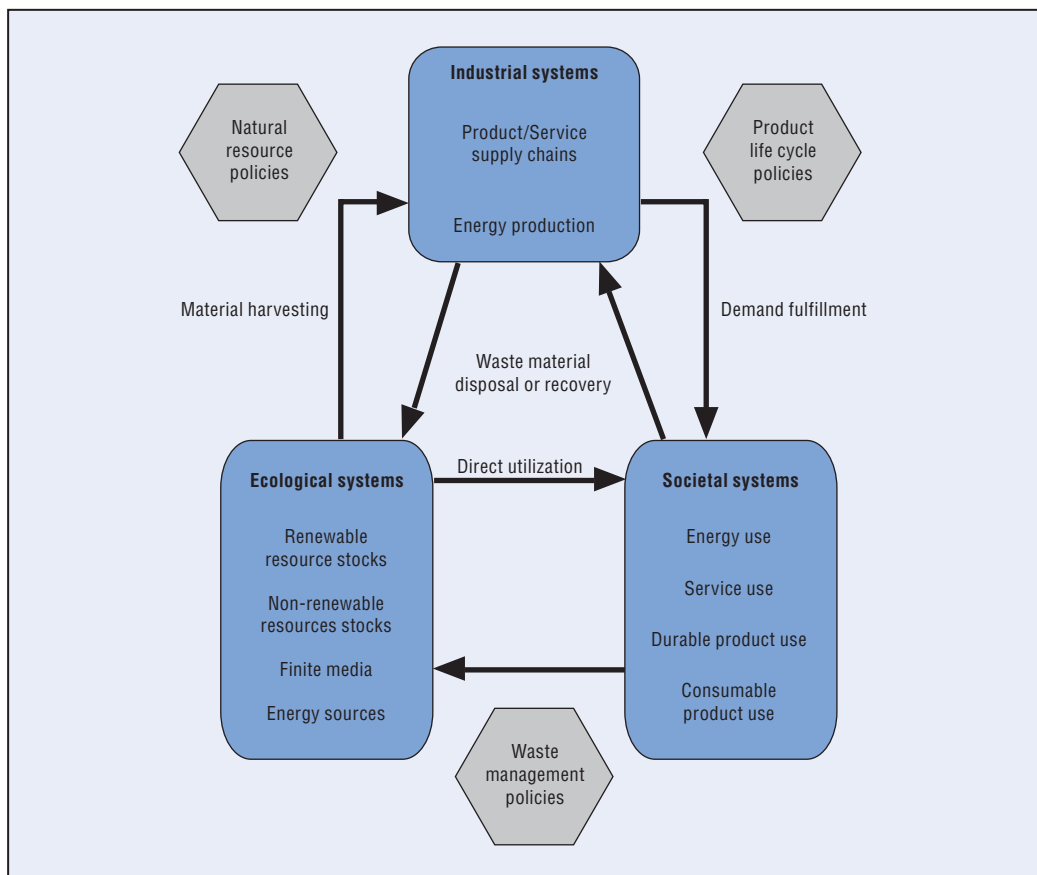 Industrial systems
Product/Service
supply chains
Energy production
Natural
resource
policies
Product
life cycle
policies
Material harvesting
Demand fulfillment
Waste material
disposal or recovery
Direct utilization
Ecological systems
Renewable
resource stocks
Non-renewable
resources stocks
Finite media
Energy sources
Societal systems
Energy use
Service use
Durable product use
Consumable
product use
Waste
management
policies